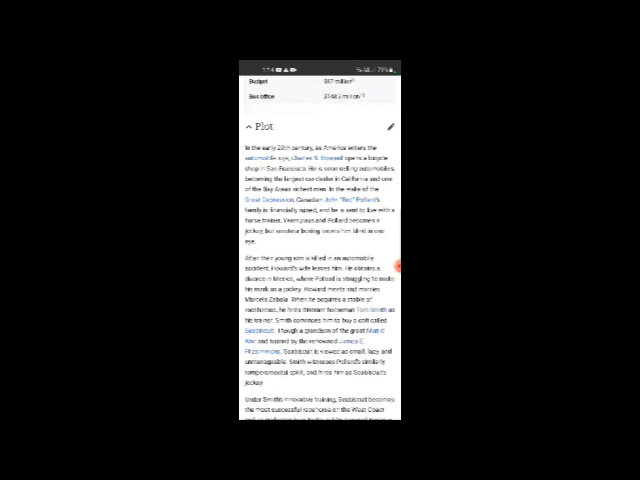 Budget $87 million
Box office
Plot
In the early 20th century, as America enters the
automobile age, Charles S. Howard opens a bicycle
shop in San Francisco. He is soon selling automobiles,
becoming the largest car dealer in California and one
of the Bay Area's richest men. In the wake of the
Great Depression, Canadian John "Red" Pollard's
family is financially ruined, and he is sent to live with a
horse trainer. Years pass and Pollard becomes a
jockey, but amateur boxing leaves him blind in one
eye.
After their young son is killed in an automobile
accident, Howard's wife leaves him. He obtains a
divorce in Mexico, where Pollard is struggling to make
his mark as a jockey. Howard meets and marries
Marcela Zabala. When he acquires a stable of
racehorses, he hires itinerant horseman Tom Smith as
his trainer. Smith convinces him to buy a colt called
Seabiscuit. Though a grandson of the great Man o'
War and trained by the renowned James E.
Fitzsimmons, Seabiscuit is viewed as small, lazy, and
unmanageable. Smith witnesses Pollard's similarly
temperamental spirit, and hires him as Seabiscuit's
jockey.
Under Smith's innovative training, Seabiscuit becomes
the most successful racehorse on the West Coast